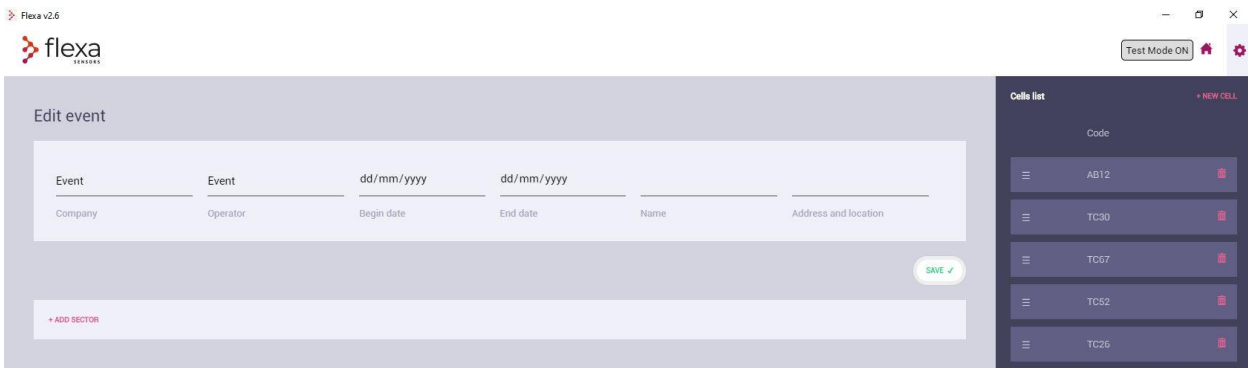 Flexa v2.6
flexa
SENSORS
Test Mode ON
Edit event
Event Event dd/mm/yyyy dd/mm/yyyy
Company Operator Begin date End date Name Address and location
SAVE ✓
+ ADD SECTOR
Cells list + NEW CELL
Code
AB12
TC30
TC67
TC52
TC26